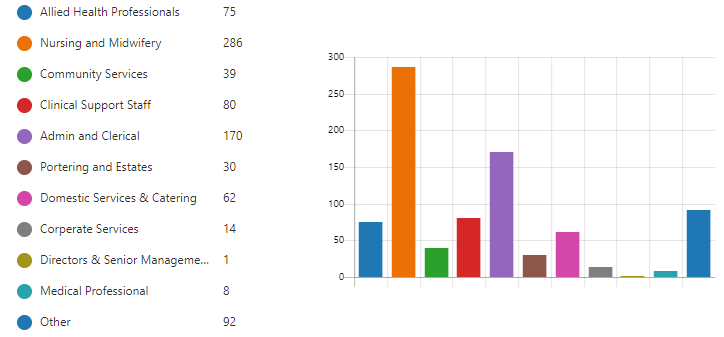 Allied Health Professionals 75
Nursing and Midwifery 286
Community Services 39
Clinical Support Staff 80
Admin and Clerical 170
Portering and Estates 30
Domestic Services & Catering 62
Corperate Services 14
Directors & Senior Manageme... 1
Medical Professional 8
Other 92
300
250
200
150
100
50
0